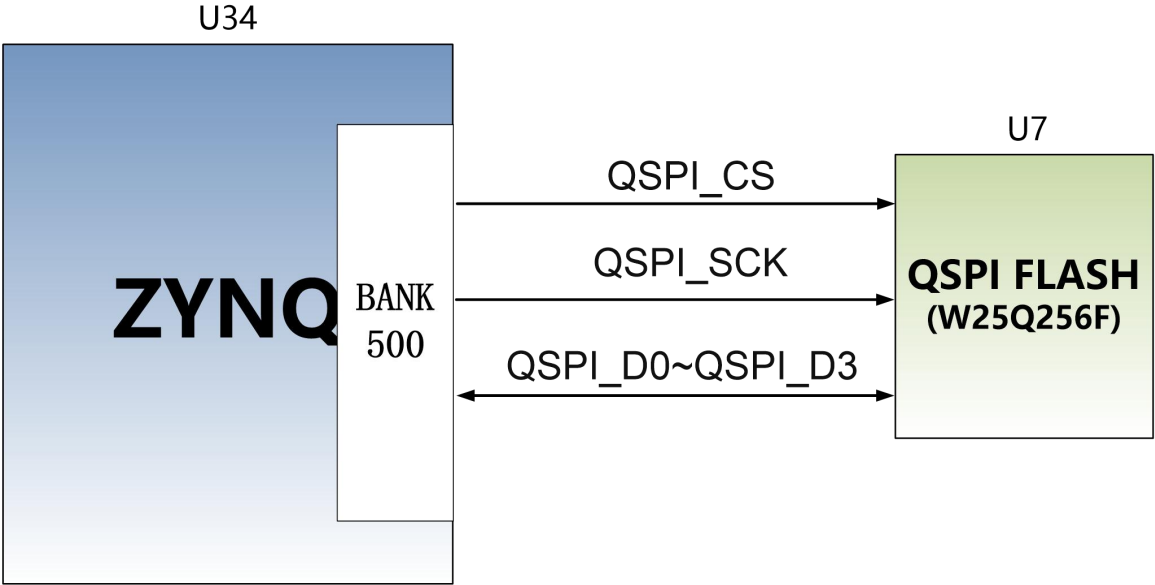 U34
U7
QSPI_CS
QSPI_SCK
ZYNQ
BANK
500
QSPI FLASH
(W25Q256F)
QSPI_D0~QSPI_D3